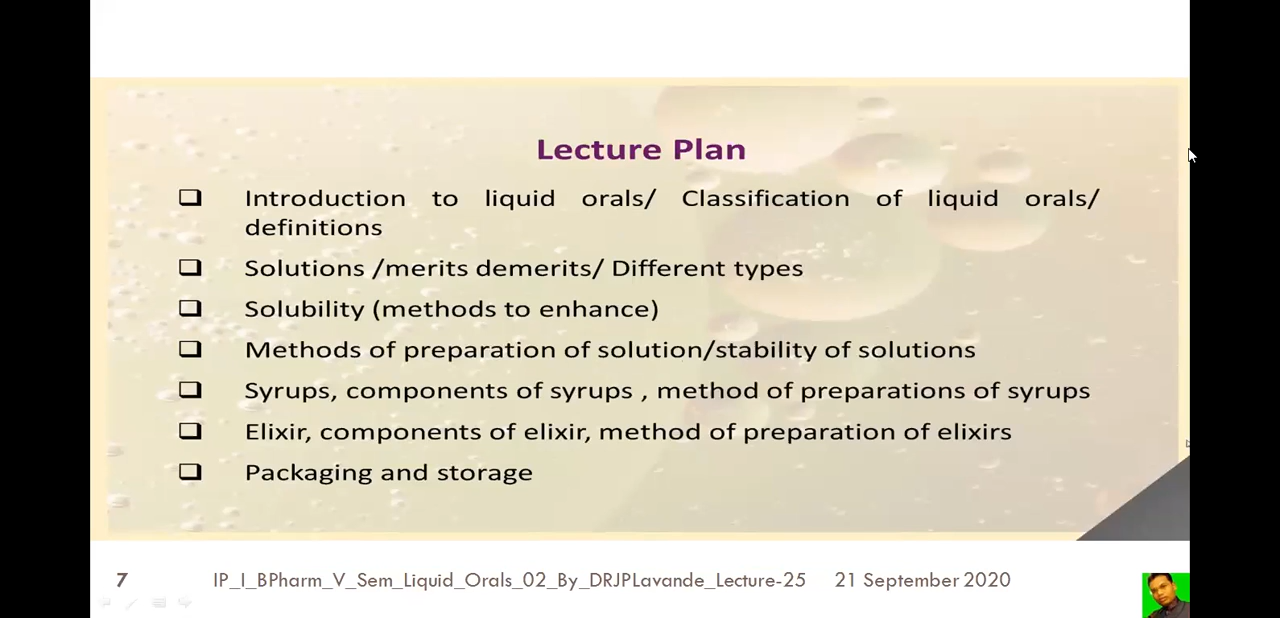 Lecture Plan
❑ Introduction to liquid orals/ Classification of liquid orals/
definitions
❑ Solutions /merits demerits/ Different types
❑ Solubility (methods to enhance)
❑ Methods of preparation of solution/stability of solutions
❑ Syrups, components of syrups , method of preparations of syrups
❑ Elixir, components of elixir, method of preparation of elixirs
❑ Packaging and storage
7 IP_I_BPharm_V_Sem_Liquid_Orals_02_By_DRJPLavande_Lecture-25 21 September 2020